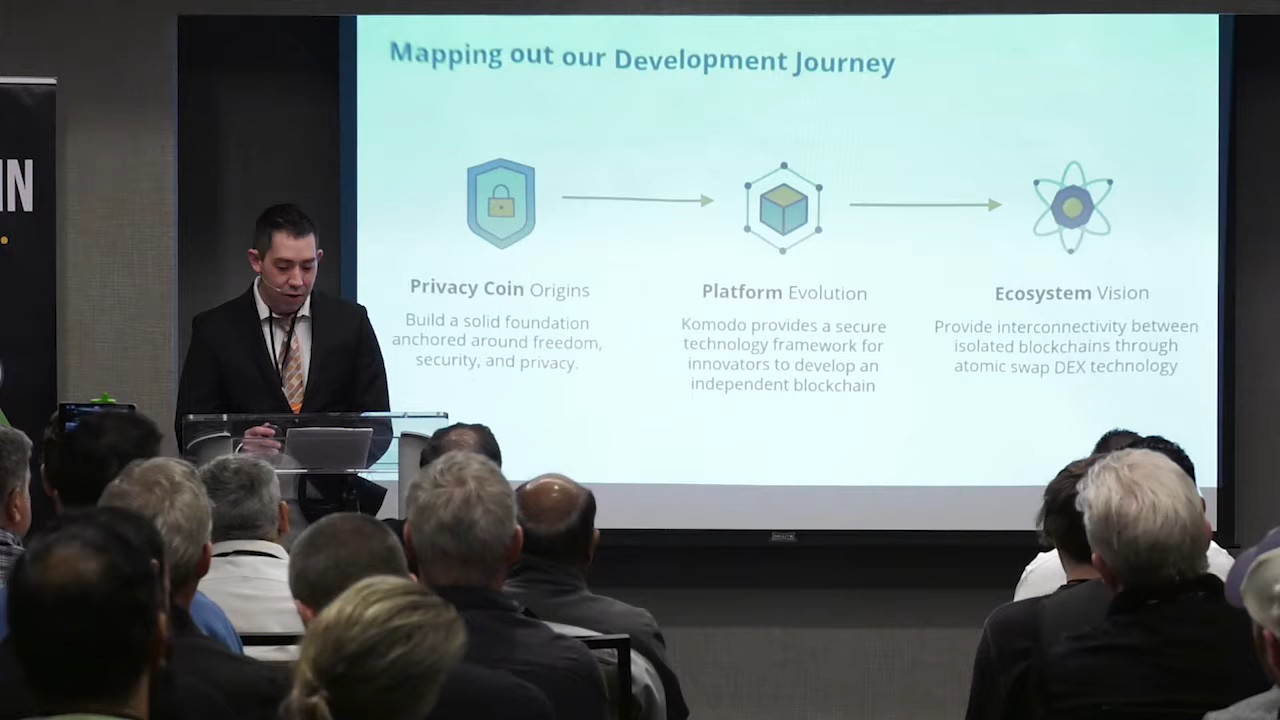 Mapping out our Development Journey
IN
Privacy Coin Origins
Build a solid foundation
anchored around freedom,
security, and privacy.
Platform Evolution
Komodo provides a secure
technology framework for
innovators to develop an
independent blockchain
Ecosystem Vision
Provide interconnectivity between
isolated blockchains through
atomic swap DEX technology